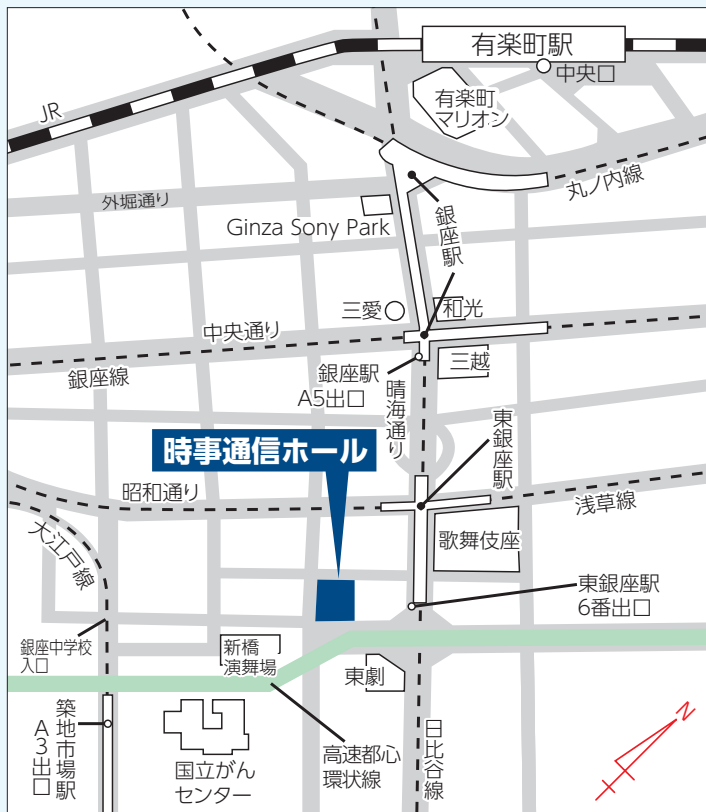 有楽町駅
中央口
JR
有楽町
マリオン
丸ノ内線
外堀通り
Ginza Sony Park
銀座駅
三愛
和光
中央通り
銀座線
三越
銀座駅
A5出口
晴海通り
時事通信ホール
東銀座駅
昭和通り
浅草線
大江戸線
歌舞伎座
東銀座駅
6番出口
銀座中学校
入口
新橋
演舞場
東劇
築地市場駅
A3出口
国立がん
センター
高速都心
環状線
日比谷線
N